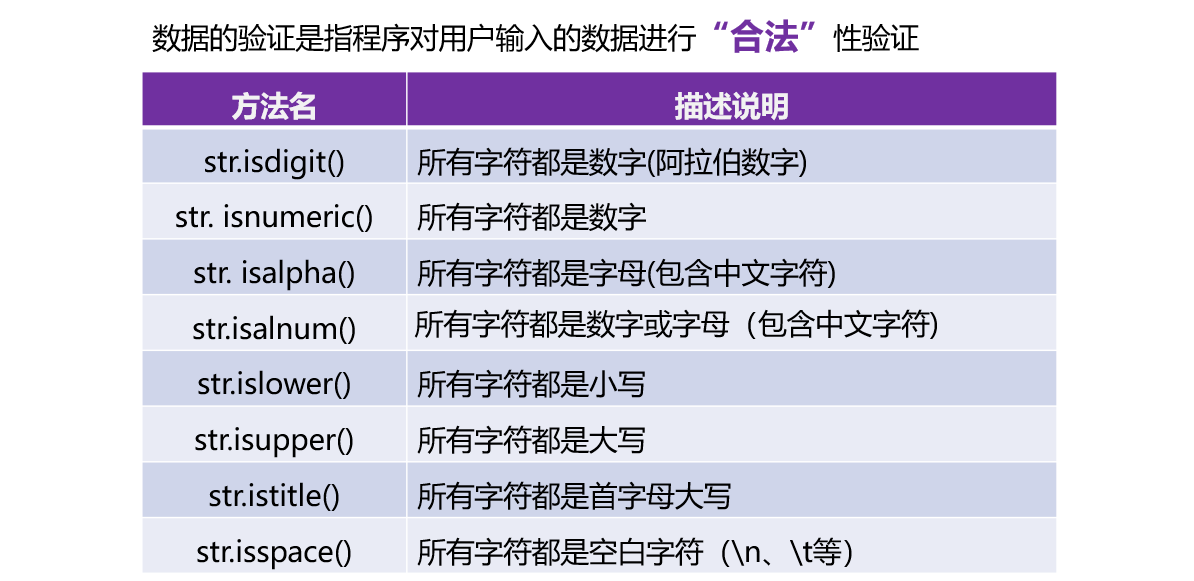 数据的验证是指程序对用户输入的数据进行“合法”性验证
方法名 描述说明
str.isdigit() 所有字符都是数字(阿拉伯数字)
str. isnumeric() 所有字符都是数字
str. isalpha() 所有字符都是字母(包含中文字符)
str.isalnum() 所有字符都是数字或字母（包含中文字符)
str.islower() 所有字符都是小写
str.isupper() 所有字符都是大写
str.istitle() 所有字符都是首字母大写
str.isspace() 所有字符都是空白字符（\n、\t等）